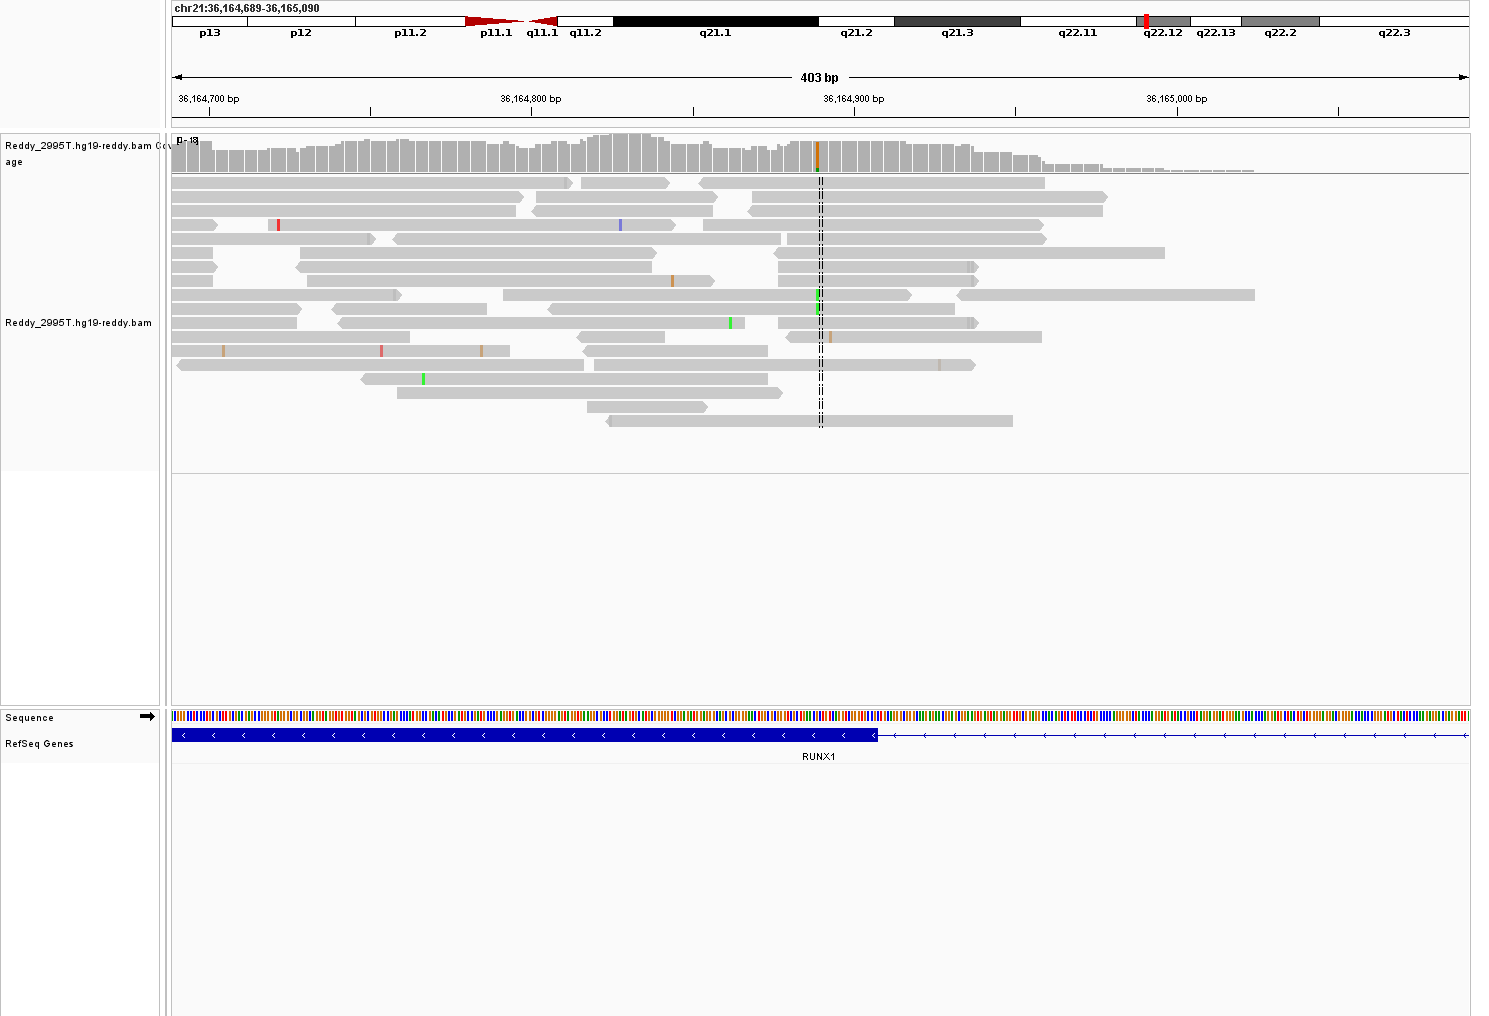 chr21:36,164,689-36,165,090
p13 p12 p11.2 p11.1 q11.1 q11.2 q21.1 q21.2 q21.3 q22.11 q22.12 q22.13 q22.2 q22.3
403 bp
36,164,700 bp 36,164,800 bp 36,164,900 bp 36,165,000 bp
Reddy_2995T.hg19-reddy.bam Cov
age
Reddy_2995T.hg19-reddy.bam
Sequence
RefSeq Genes
RUNX1